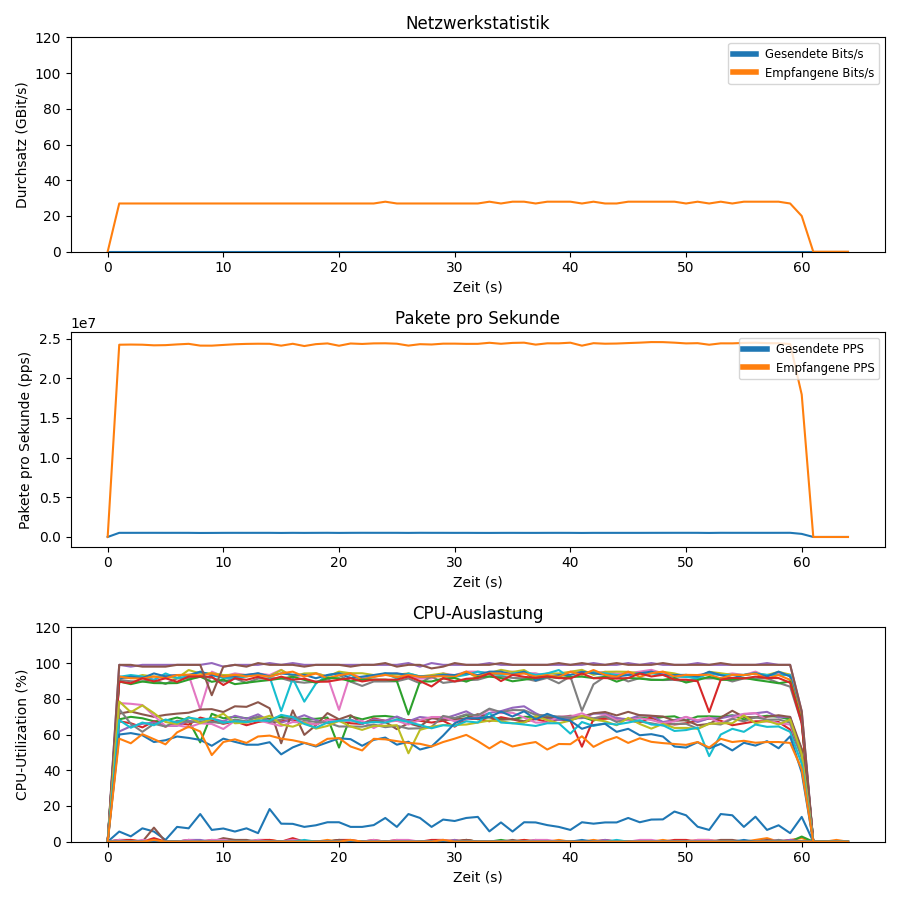 Netzwerkstatistik
Durchsatz (GBit/s)
120
100
80
60
40
20
0
Gesendete Bits/s
Empfangene Bits/s
0 10 20 30 40 50 60
Zeit (s)
Pakete pro Sekunde
1e7
Pakete pro Sekunde (pps)
2.5
2.0
1.5
1.0
0.5
0.0
Gesendete PPS
Empfangene PPS
0 10 20 30 40 50 60
Zeit (s)
CPU-Auslastung
CPU-Utilization (%)
120
100
80
60
40
20
0
0 10 20 30 40 50 60
Zeit (s)